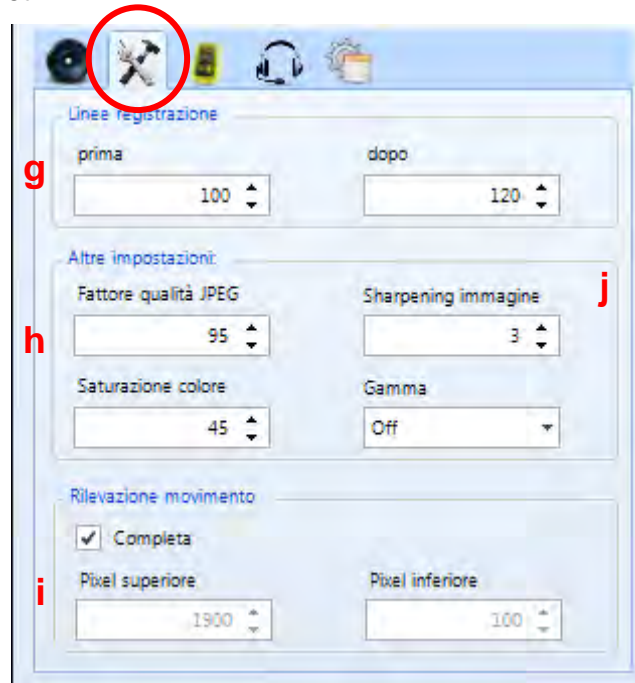 Linee registrazione
prima dopo
g
100 120
Altre impostazioni:
j
Fattore qualità JPEG Sharpening immagine
h
95 3
Saturazione colore Gamma
45 Off
Rilevazione movimento
Completa
i
Pixel superiore Pixel inferiore
1900 100